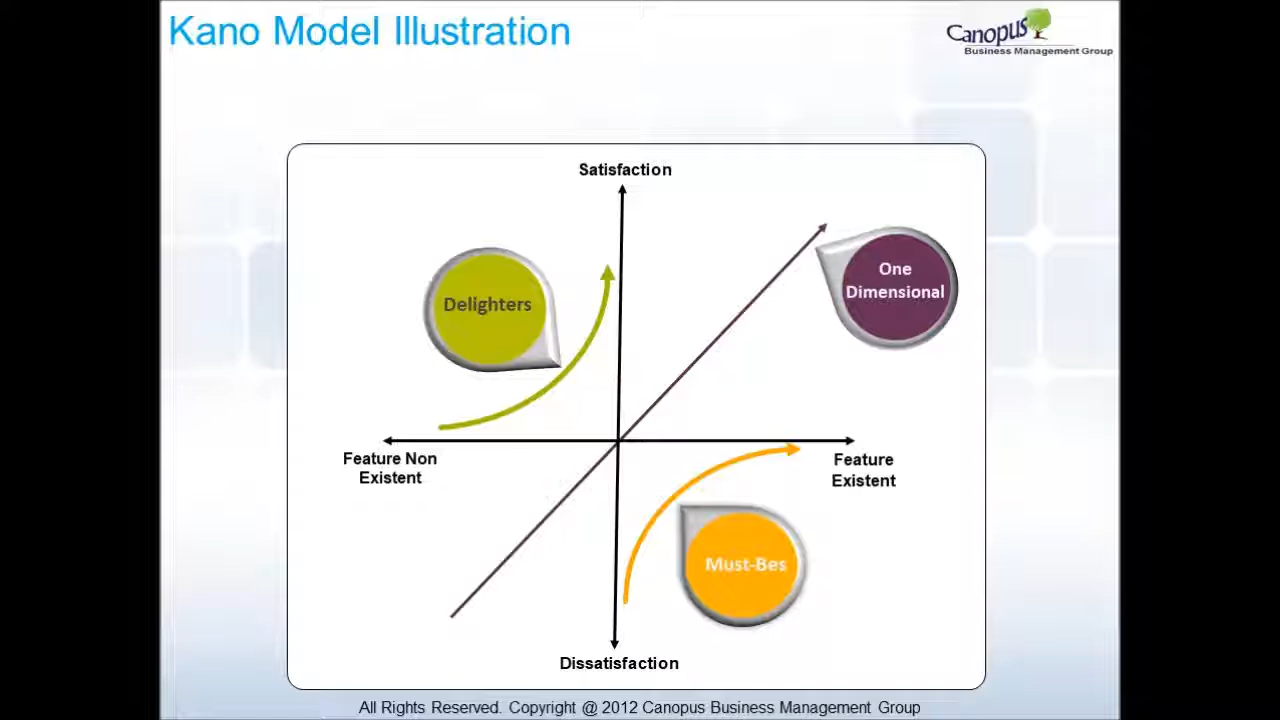 Kano Model Illustration
Canopus
Business Management Group
Satisfaction
Delighters
One
Dimensional
Feature Non
Existent
Feature
Existent
Must-Bes
Dissatisfaction
All Rights Reserved. Copyright @ 2012 Canopus Business Management Group